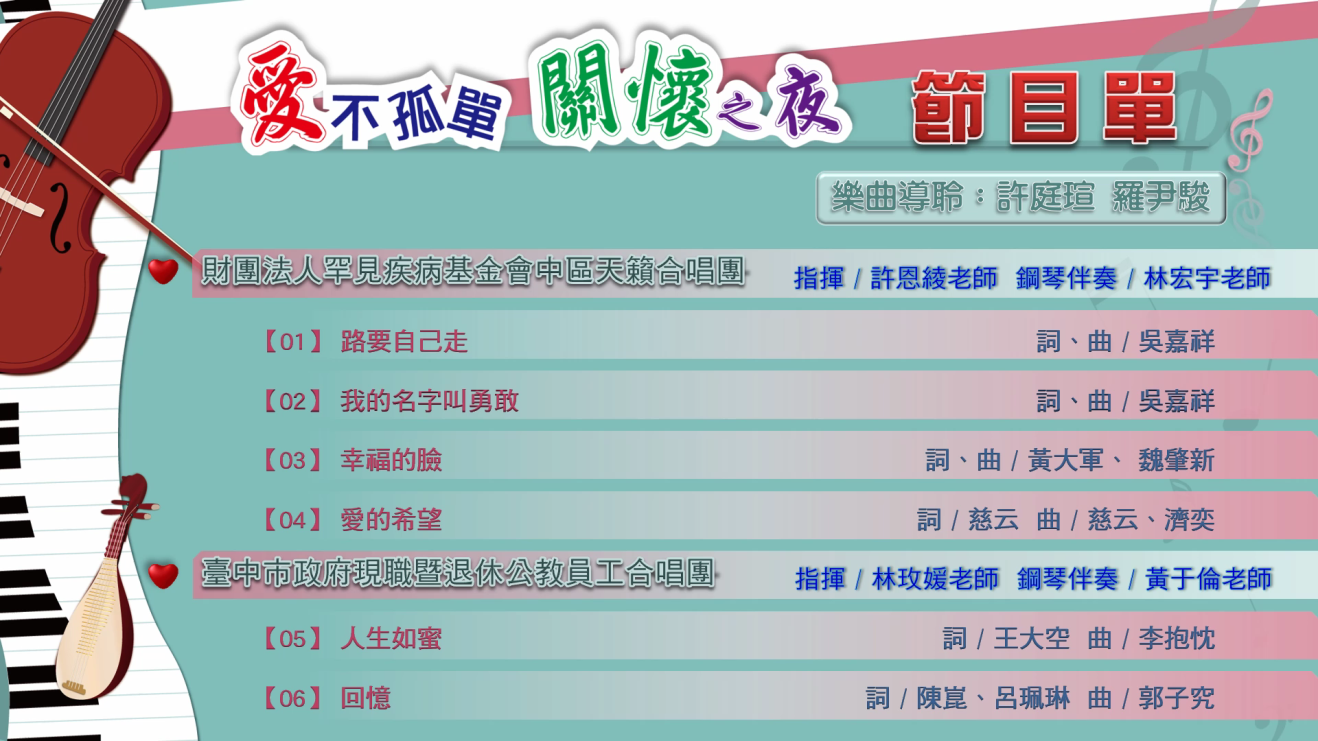 愛不孤單 關懷之夜 節目單
樂曲導聆：許庭瑄 羅尹駿
財團法人罕見疾病基金會中區天籟合唱團 指揮 / 許恩綾老師 鋼琴伴奏 / 林宏宇老師
【01】 路要自己走 詞、曲 / 吳嘉祥
【02】 我的名字叫勇敢 詞、曲 / 吳嘉祥
【03】 幸福的臉 詞、曲 / 黃大軍、 魏肇新
【04】 愛的希望 詞 / 慈云 曲 / 慈云、濟奕
臺中市政府現職暨退休公教員工合唱團 指揮 / 林玫媛老師 鋼琴伴奏 / 黃于倫老師
【05】 人生如蜜 詞 / 王大空 曲 / 李抱忱
【06】 回憶 詞 / 陳崑、呂珮琳 曲 / 郭子究